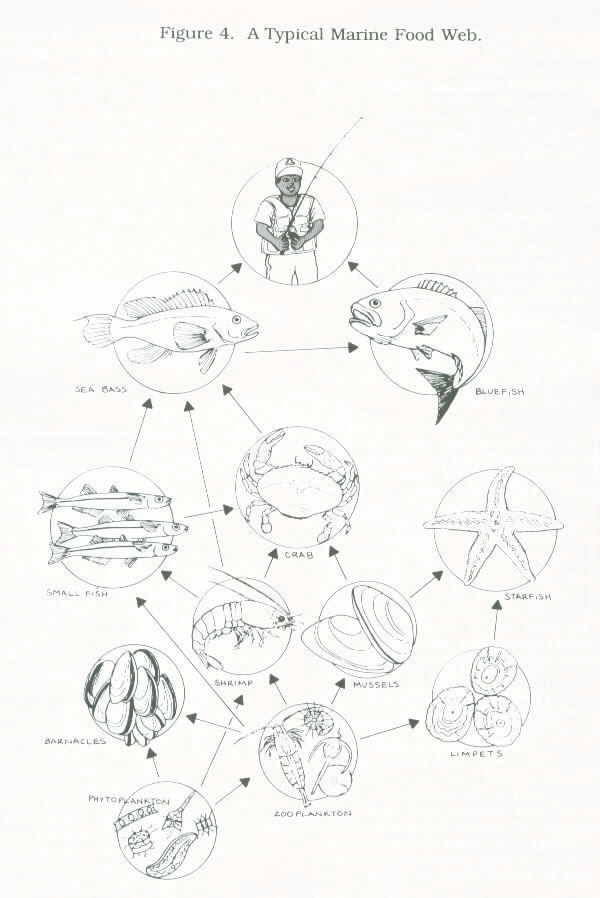 Figure 4. A Typical Marine Food Web.
SEA BASS
BLUEFISH
CRAB
SMALL FISH
STARFISH
SHRIMP
MUSSELS
BARNACLES
LIMPETS
PHYTOPLANKTON
ZOOPLANKTON